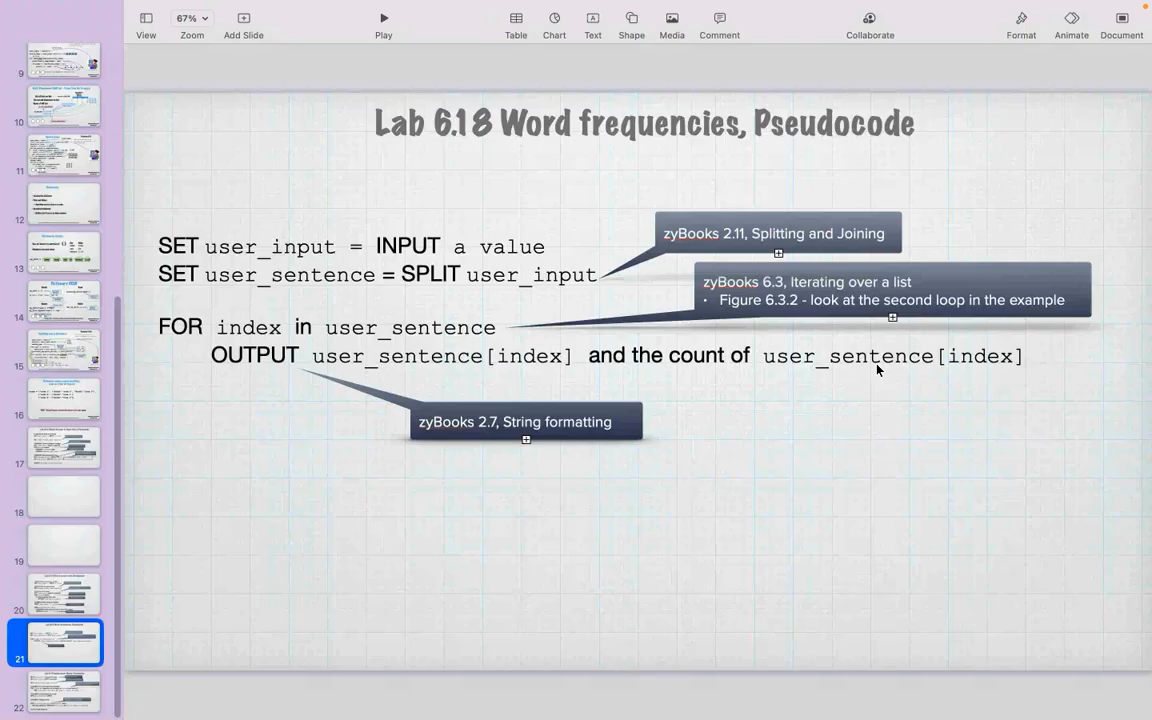 View
67%
Zoom
Add Slide
Play
Table
Chart
Text
Shape
Media
Comment
Collaborate
Format
Animate
Document
9
10
11
12
13
14
15
16
17
18
19
20
21
22
Lab 6.18 Word frequencies, Pseudocode
SET user_input = INPUT a value
SET user_sentence = SPLIT user_input
zyBooks 2.11, Splitting and Joining
zyBooks 6.3, Iterating over a list
• Figure 6.3.2 - look at the second loop in the example
FOR index in user_sentence
OUTPUT user_sentence[index] and the count of user_sentence[index]
zyBooks 2.7, String formatting